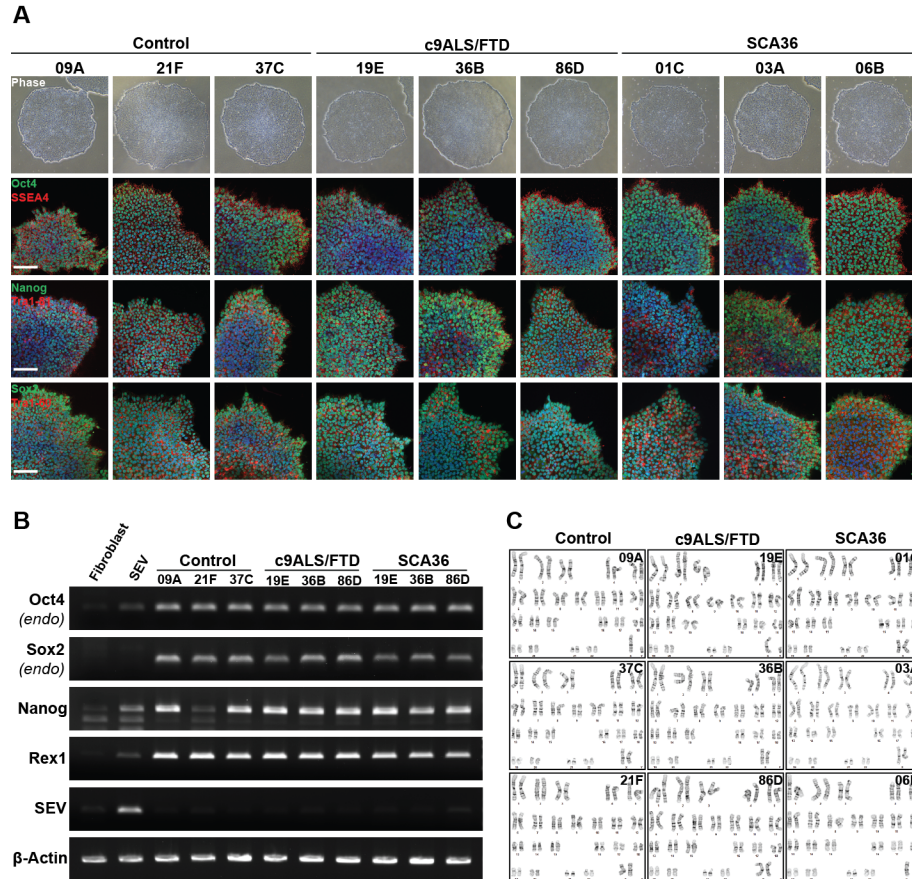 A
Control c9ALS/FTD SCA36
09A 21F 37C 19E 36B 86D 01C 03A 06B
Phase
Oct4
SSEA4
Nanog
Tra1-81
Sox2
B
Fibroblast SEV Control c9ALS/FTD SCA36
09A 21F 37C 19E 36B 86D 19E 36B 86D
Oct4
(endo)
Sox2
(endo)
Nanog
Rex1
SEV
β-Actin
C
Control c9ALS/FTD SCA36
09A 19E
37C 36B
21F 86D